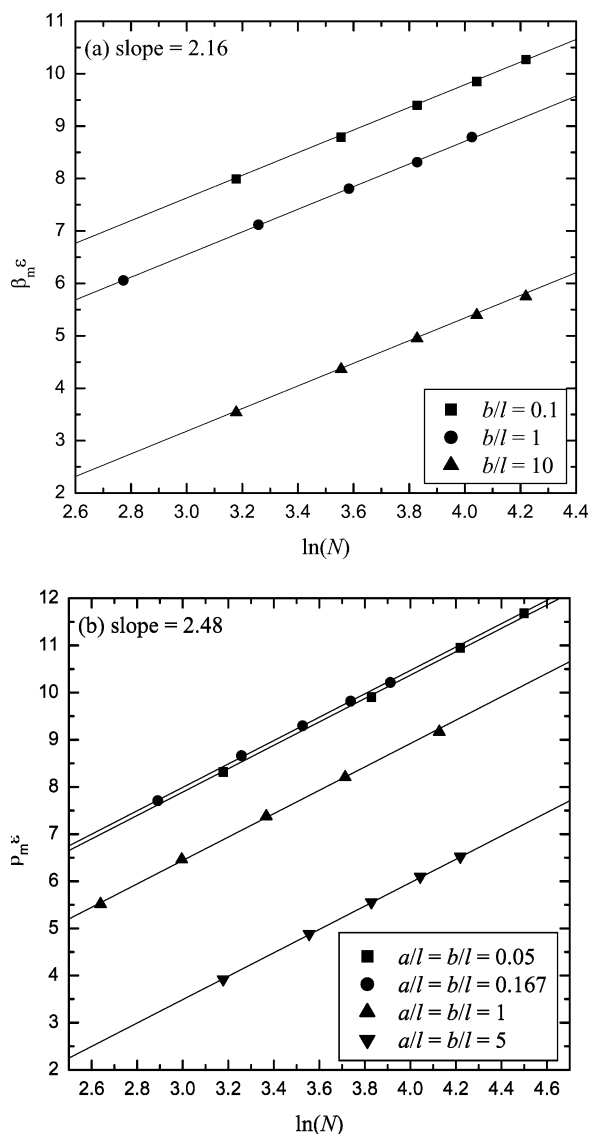 (a) slope = 2.16
11
10
9
8
7
6
5
4
3
2
βₘε
b/l = 0.1
b/l = 1
b/l = 10
2.6 2.8 3.0 3.2 3.4 3.6 3.8 4.0 4.2 4.4
ln(N)
(b) slope = 2.48
12
11
10
9
8
7
6
5
4
3
2
a/l = b/l = 0.05
a/l = b/l = 0.167
a/l = b/l = 1
a/l = b/l = 5
2.6 2.8 3.0 3.2 3.4 3.6 3.8 4.0 4.2 4.4 4.6
ln(N)